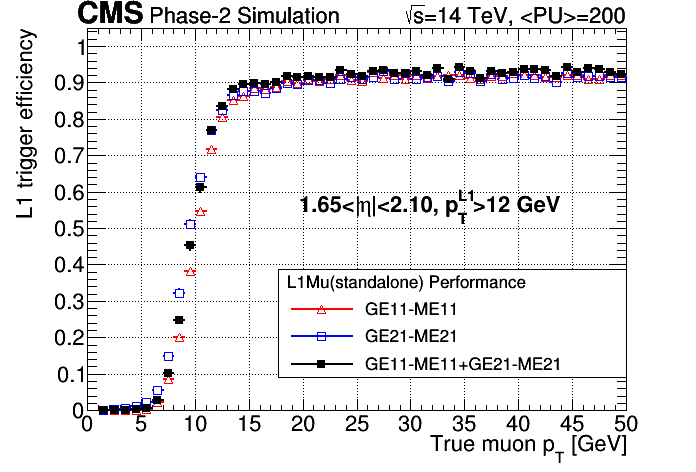 CMS Phase-2 Simulation √s=14 TeV, <PU>=200
L1 trigger efficiency
1
0.9
0.8
0.7
0.6
0.5
0.4
0.3
0.2
0.1
0
1.65<|η|<2.10, p_T^L1>12 GeV
L1Mu(standalone) Performance
GE11-ME11
GE21-ME21
GE11-ME11+GE21-ME21
0 5 10 15 20 25 30 35 40 45 50
True muon p_T [GeV]